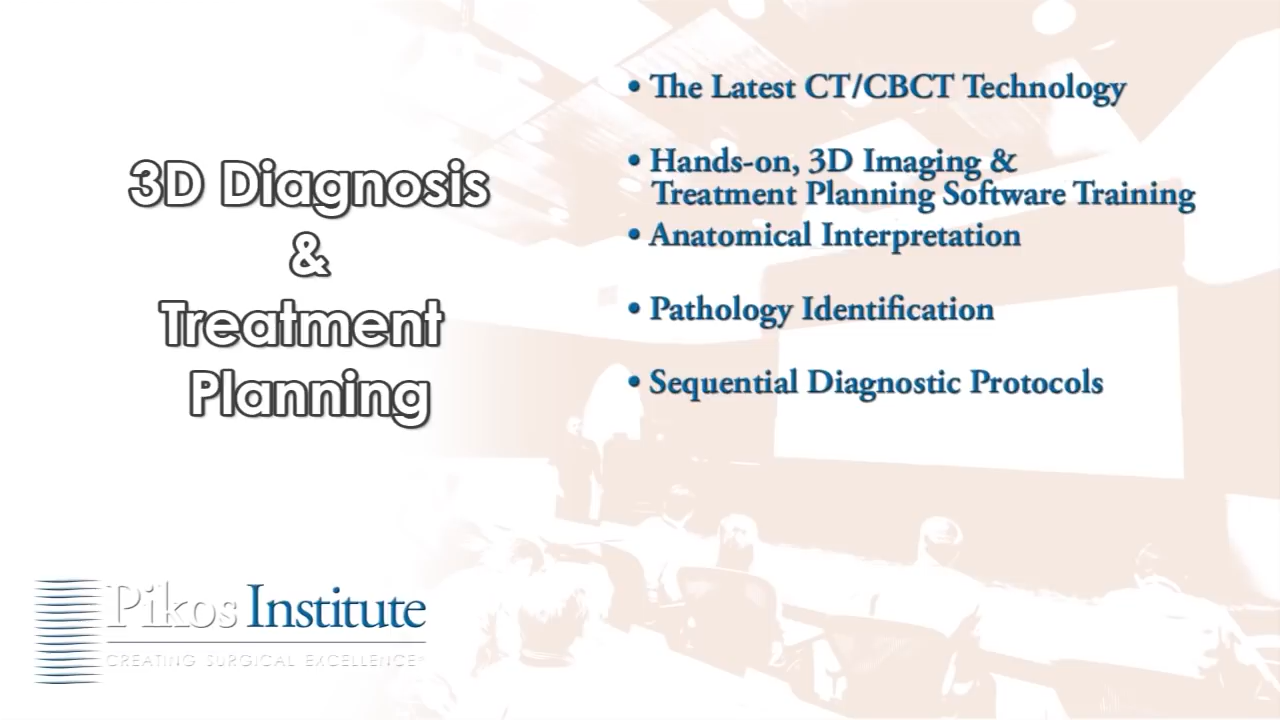 3D Diagnosis
&
Treatment
Planning
• The Latest CT/CBCT Technology
• Hands-on, 3D Imaging &
Treatment Planning Software Training
• Anatomical Interpretation
• Pathology Identification
• Sequential Diagnostic Protocols
Pikos Institute
CREATING SURGICAL EXCELLENCE